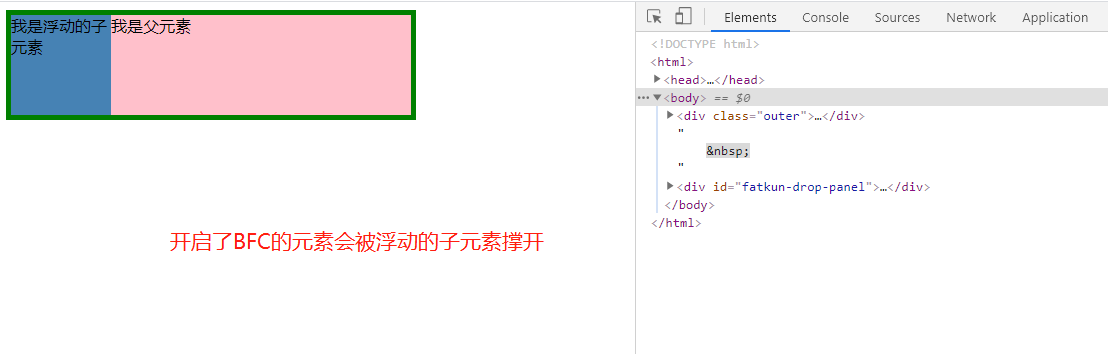 我是浮动的子元素
我是父元素
开启了BFC的元素会被浮动的子元素撑开
Elements Console Sources Network Application
<!DOCTYPE html>
<html>
<head>…</head>
<body> == $0
<div class="outer">…</div>
"
&nbsp;
"
<div id="fatkun-drop-panel">…</div>
</body>
</html>